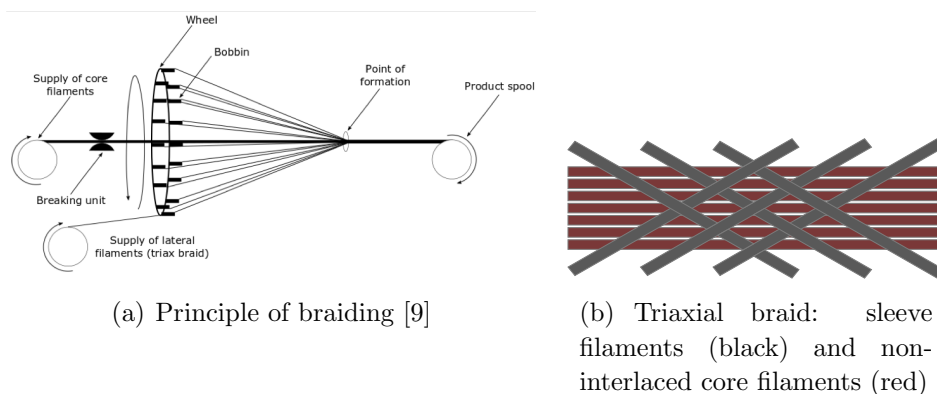 Wheel
Bobbin
Supply of core
filaments
Point of
formation
Product spool
Breaking unit
Supply of lateral
filaments (triax braid)
(a) Principle of braiding [9]
(b) Triaxial braid: sleeve
filaments (black) and non-
interlaced core filaments (red)